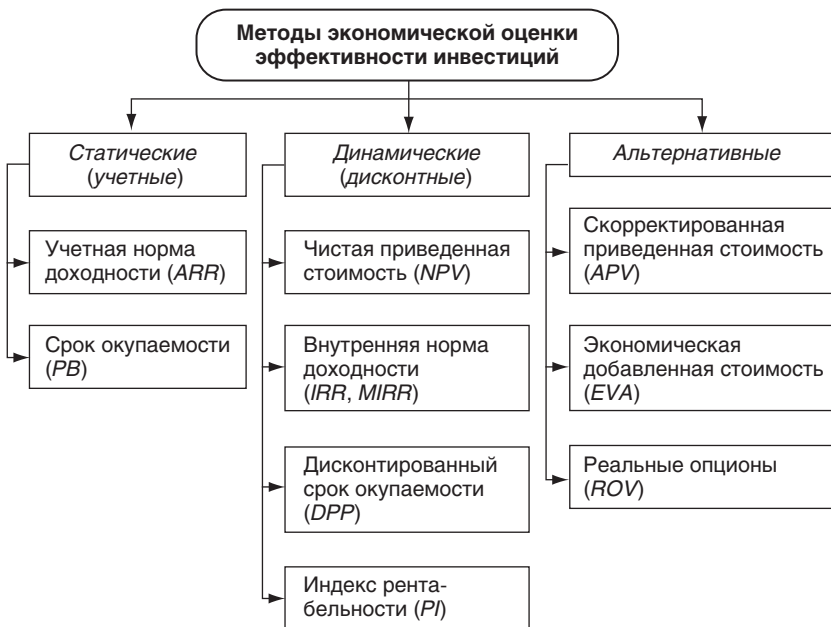 Методы экономической оценки
эффективности инвестиций
Статические
(учетные)
Учетная норма
доходности (ARR)
Срок окупаемости
(PB)
Динамические
(дисконтные)
Чистая приведенная
стоимость (NPV)
Внутренняя норма
доходности
(IRR, MIRR)
Дисконтированный
срок окупаемости
(DPP)
Индекс рента-
бельности (PI)
Альтернативные
Скорректированная
приведенная стоимость
(APV)
Экономическая
добавленная стоимость
(EVA)
Реальные опционы
(ROV)